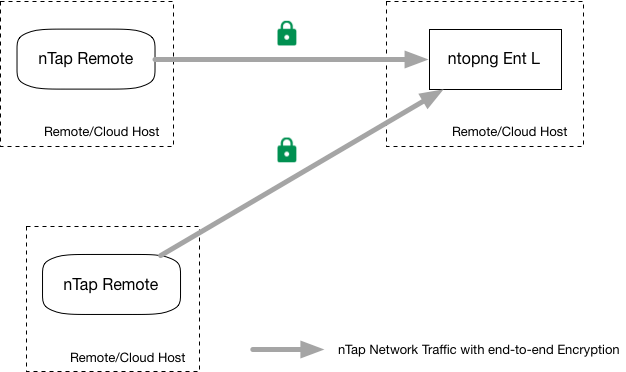 nTap Remote
ntopng Ent L
Remote/Cloud Host
Remote/Cloud Host
nTap Remote
Remote/Cloud Host
nTap Network Traffic with end-to-end Encryption